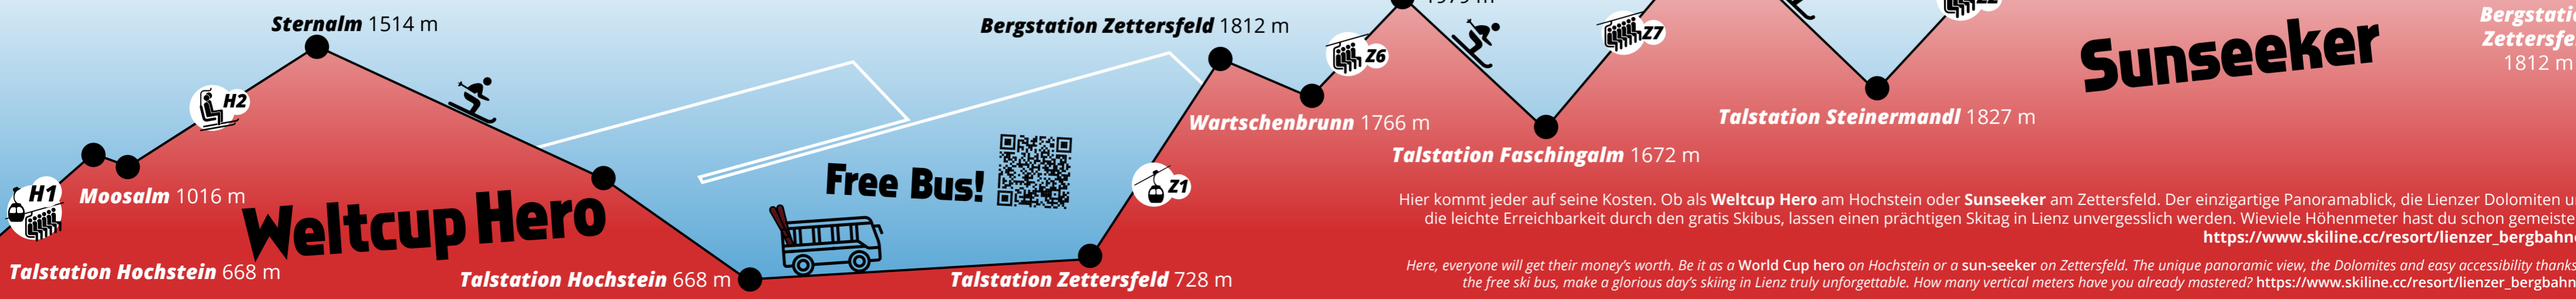 Sternalm 1514 m
H2
H1
Moosalm 1016 m
Weltcup Hero
Talstation Hochstein 668 m
Talstation Hochstein 668 m
Free Bus!
Talstation Zettersfeld 728 m
Z1
Bergstation Zettersfeld 1812 m
Wartschenbrunn 1766 m
Z6
Talstation Faschingalm 1672 m
Z7
Talstation Steinermandl 1827 m
Sunseeker
1812 m
Hier kommt jeder auf seine Kosten. Ob als Weltcup Hero am Hochstein oder Sunseeker am Zettersfeld. Der einzigartige Panoramablick, die Lienzer Dolomiten
die leichte Erreichbarkeit durch den gratis Skibus, lassen einen prächtigen Skitag in Lienz unvergesslich werden. Wieviele Höhenmeter hast du schon
https://www.skiline.cc/resort/lienzer_bergbahn
Here, everyone will get their money’s worth. Be it as a World Cup hero on Hochstein or a sun-seeker on Zettersfeld. The unique panoramic view, the Dolomites and easy accessibility thanks
the free ski bus, make a glorious day’s skiing in Lienz truly unforgettable. How many vertical meters have you already mastered? https://www.skiline.cc/resort/lienzer_bergbahn